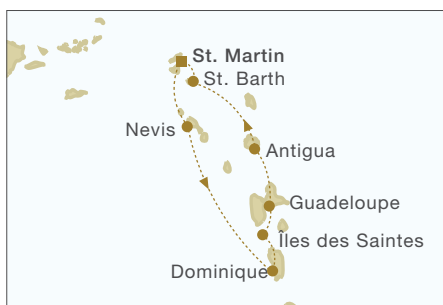 St. Martin
St. Barth
Nevis
Antigua
Guadeloupe
Îles des Saintes
Dominique